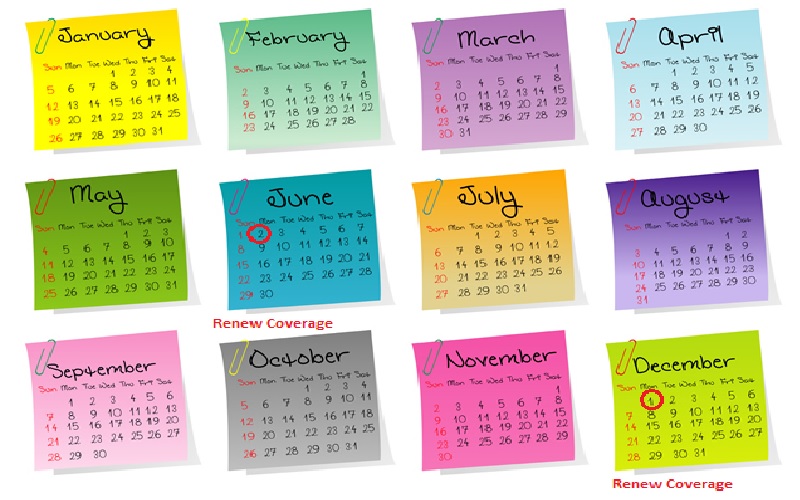 January
Sun Mon Tue Wed Thu Fri Sat
1 2 3 4
5 6 7 8 9 10 11
12 13 14 15 16 17 18
19 20 21 22 23 24 25
26 27 28 29 30 31
February
Sun Mon Tue Wed Thu Fri Sat
1
2 3 4 5 6 7 8
9 10 11 12 13 14 15
16 17 18 19 20 21 22
23 24 25 26 27 28
March
Sun Mon Tue Wed Thu Fri Sat
1
2 3 4 5 6 7 8
9 10 11 12 13 14 15
16 17 18 19 20 21 22
23 24 25 26 27 28 29
30 31
April
Sun Mon Tue Wed Thu Fri Sat
1 2 3 4 5
6 7 8 9 10 11 12
13 14 15 16 17 18 19
20 21 22 23 24 25 26
27 28 29 30
May
Sun Mon Tue Wed Thu Fri Sat
1 2 3
4 5 6 7 8 9 10
11 12 13 14 15 16 17
18 19 20 21 22 23 24
25 26 27 28 29 30 31
June
Sun Mon Tue Wed Thu Fri Sat
1 2 3 4 5 6 7
8 9 10 11 12 13 14
15 16 17 18 19 20 21
22 23 24 25 26 27 28
29 30
Renew Coverage
July
Sun Mon Tue Wed Thu Fri Sat
1 2 3 4 5
6 7 8 9 10 11 12
13 14 15 16 17 18 19
20 21 22 23 24 25 26
27 28 29 30 31
August
Sun Mon Tue Wed Thu Fri Sat
1 2
3 4 5 6 7 8 9
10 11 12 13 14 15 16
17 18 19 20 21 22 23
24 25 26 27 28 29 30
31
September
Sun Mon Tue Wed Thu Fri Sat
1 2 3 4 5 6
7 8 9 10 11 12 13
14 15 16 17 18 19 20
21 22 23 24 25 26 27
28 29 30
October
Sun Mon Tue Wed Thu Fri Sat
1 2 3 4
5 6 7 8 9 10 11
12 13 14 15 16 17 18
19 20 21 22 23 24 25
26 27 28 29 30 31
November
Sun Mon Tue Wed Thu Fri Sat
1
2 3 4 5 6 7 8
9 10 11 12 13 14 15
16 17 18 19 20 21 22
23 24 25 26 27 28 29
30
December
Sun Mon Tue Wed Thu Fri Sat
1 2 3 4 5 6
7 8 9 10 11 12 13
14 15 16 17 18 19 20
21 22 23 24 25 26 27
28 29 30 31
Renew Coverage